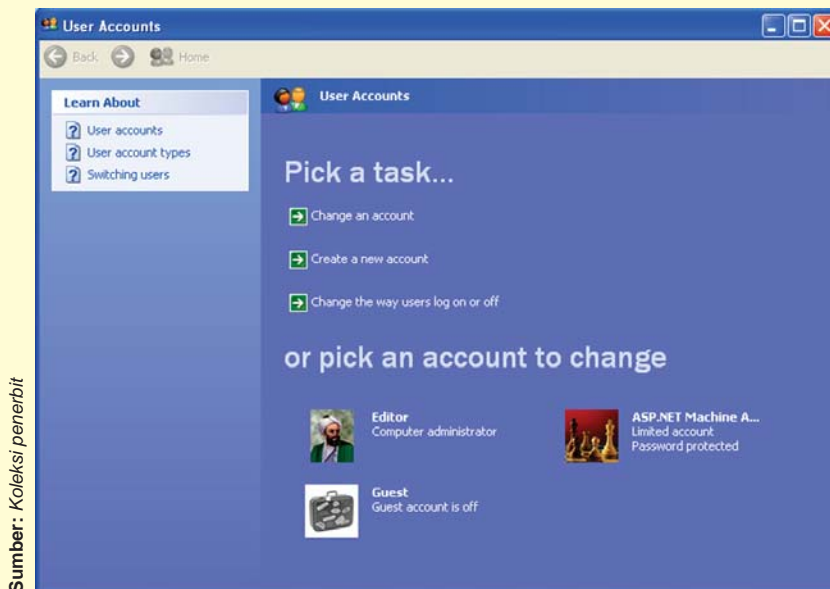 User Accounts
Back
Home
Learn About
User accounts
User account types
Switching users
User Accounts
Pick a task...
Change an account
Create a new account
Change the way users log on or off
or pick an account to change
Editor
Computer administrator
ASP.NET Machine A...
Limited account
Password protected
Guest
Guest account is off
Sumber: Koleksi penerbit